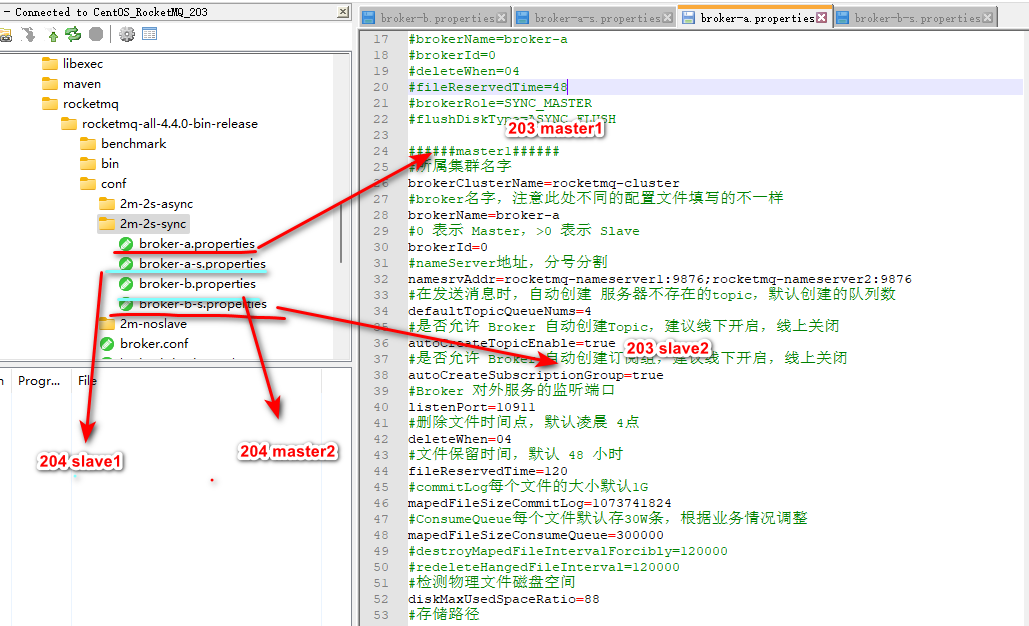 - Connected to CentOS_RocketMQ_203
libexec
maven
rocketmq
rocketmq-all-4.4.0-bin-release
benchmark
bin
conf
2m-2s-async
2m-2s-sync
broker-a.properties
broker-a-s.properties
broker-b.properties
broker-b-s.properties
2m-noslave
broker.conf
Progr... File
204 slave1
204 master2
broker-b.properties broker-a-s.properties broker-a.properties broker-b-s.properties
17 #brokerName=broker-a
18 #brokerId=0
19 #deleteWhen=04
20 #fileReservedTime=48
21 #brokerRole=SYNC_MASTER
22 #flushDiskType=ASYNC_FLUSH
203 master1
23
24 ######master1######
25 #所属集群名字
26 brokerClusterName=rocketmq-cluster
27 #broker名字，注意此处不同的配置文件填写的不一样
28 brokerName=broker-a
29 #0 表示 Master，>0 表示 Slave
30 brokerId=0
31 #nameServer地址，分号分割
32 namesrvAddr=rocketmq-nameserver1:9876;rocketmq-nameserver2:9876
33 #在发送消息时，自动创建 服务器不存在的topic，默认创建的队列数
34 defaultTopicQueueNums=4
35 #是否允许 Broker 自动创建Topic，建议线下开启，线上关闭
36 autoCreateTopicEnable=true
203 slave2
37 #是否允许 Broker 自动创建订阅组，建议线下开启，线上关闭
38 autoCreateSubscriptionGroup=true
39 #Broker 对外服务的监听端口
40 listenPort=10911
41 #删除文件时间点，默认凌晨 4点
42 deleteWhen=04
43 #文件保留时间，默认 48 小时
44 fileReservedTime=120
45 #commitLog每个文件的大小默认1G
46 mapedFileSizeCommitLog=1073741824
47 #ConsumeQueue每个文件默认存30W条，根据业务情况调整
48 mapedFileSizeConsumeQueue=300000
49 #destroyMapedFileIntervalForcibly=120000
50 #redeleteHangedFileInterval=120000
51 #检测物理文件磁盘空间
52 diskMaxUsedSpaceRatio=88
53 #存储路径